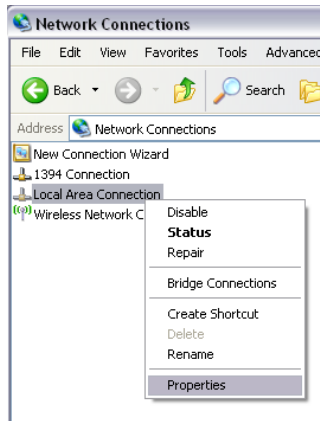 Network Connections
File Edit View Favorites Tools Advanced
Back Search
Address Network Connections
New Connection Wizard
1394 Connection
Local Area Connection
Wireless Network C
Disable
Status
Repair
Bridge Connections
Create Shortcut
Delete
Rename
Properties